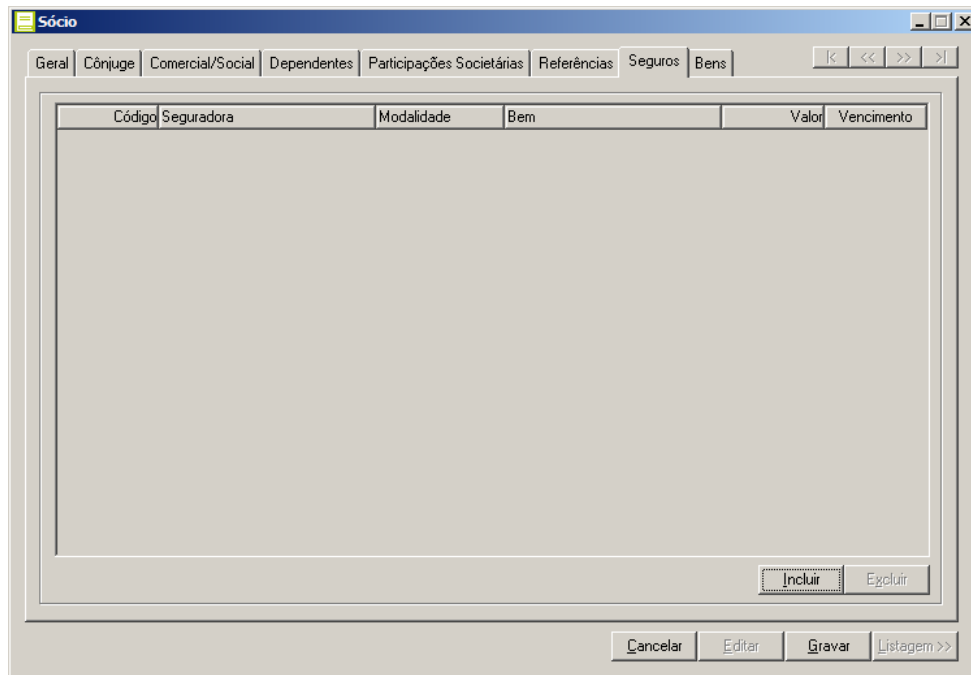 Sócio
Geral Cônjuge Comercial/Social Dependentes Participações Societárias Referências Seguros Bens |< << >> >|
Código Seguradora Modalidade Bem Valor Vencimento
Incluir Excluir
Cancelar Editar Gravar Listagem >>